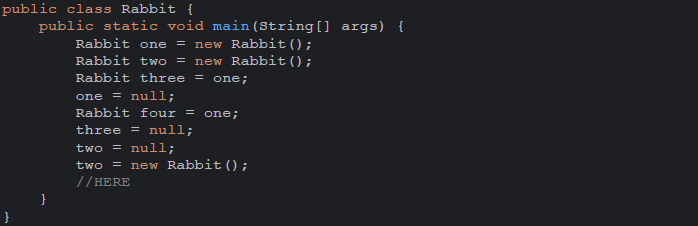 public class Rabbit {
    public static void main(String[] args) {
        Rabbit one = new Rabbit();
        Rabbit two = new Rabbit();
        Rabbit three = one;
        one = null;
        Rabbit four = one;
        three = null;
        two = null;
        two = new Rabbit();
        //HERE
    }
}